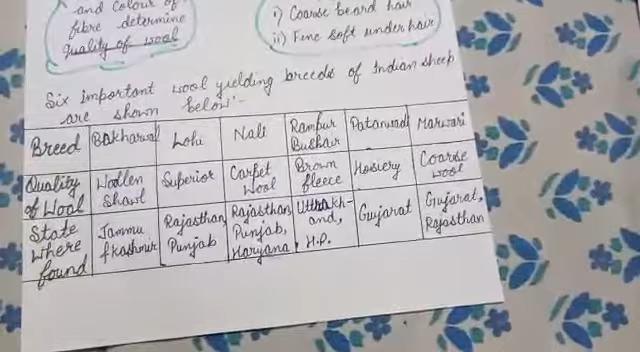 and colour of
fibre determine
quality of wool
i) Coarse beard hair
ii) Fine soft under hair
Six important wool yielding breeds of Indian sheep
are shown below:-
Breed Bakharwal Lohi Nali Rampur Bushair Patanwadi Marwari
Quality of Wool Woollen Shawl Superior Carpet Wool Brown fleece Hosiery Coarse wool
State where found Jammu & Kashmir Rajasthan, Punjab Rajasthan, Punjab, Haryana Uttrakhand, H.P. Gujarat Gujarat, Rajasthan